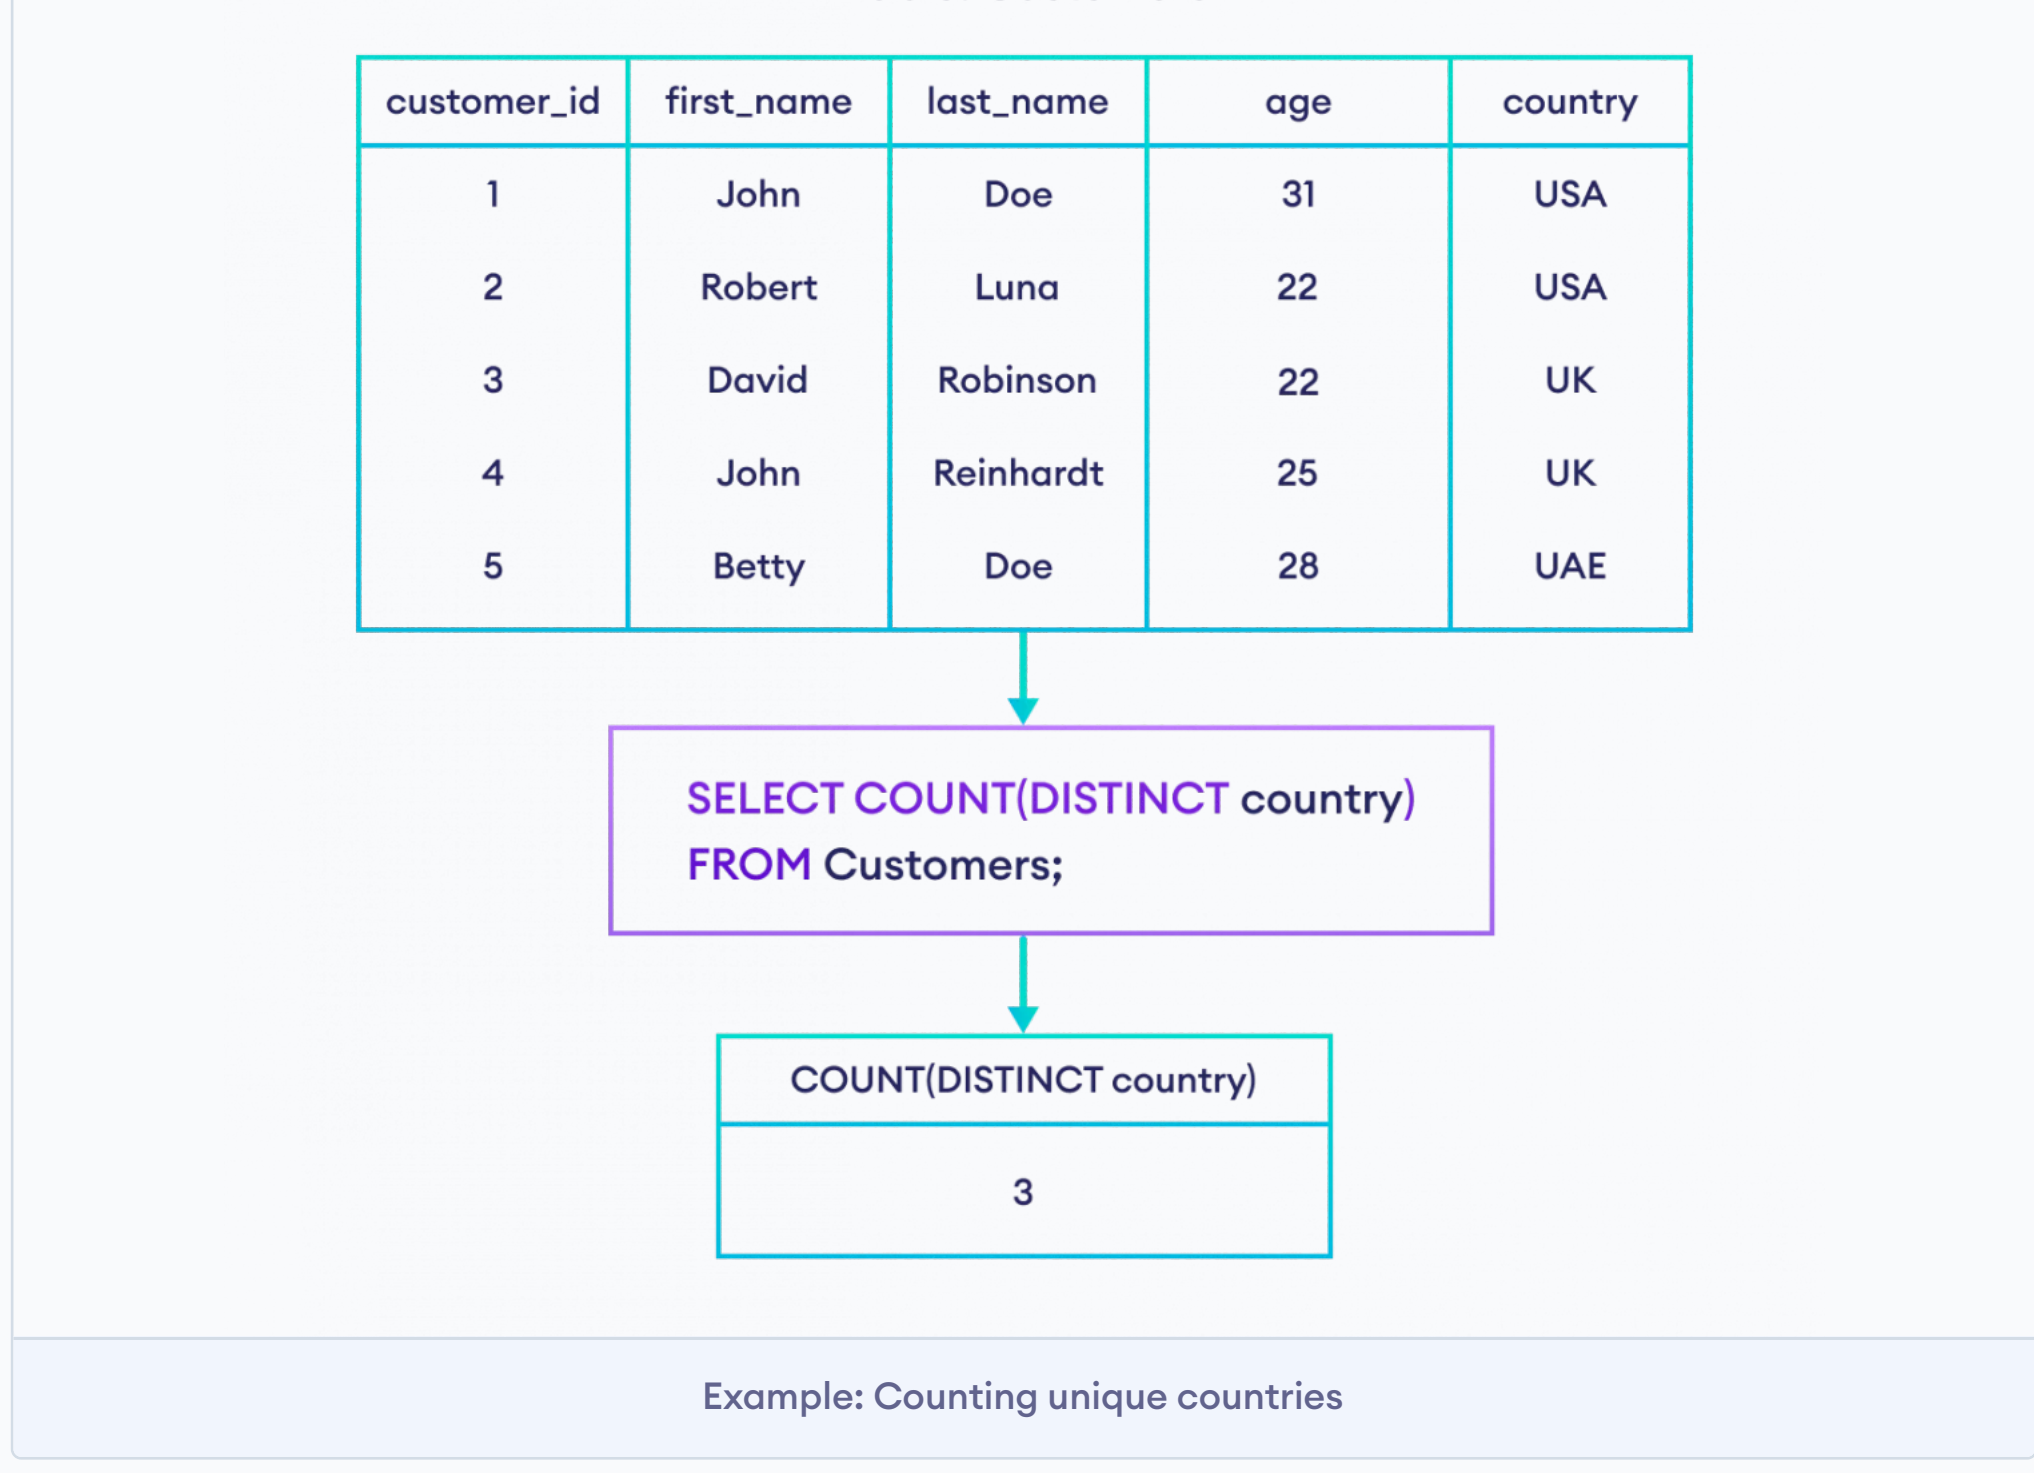 customer_id first_name last_name age country
1 John Doe 31 USA
2 Robert Luna 22 USA
3 David Robinson 22 UK
4 John Reinhardt 25 UK
5 Betty Doe 28 UAE
SELECT COUNT(DISTINCT country)
FROM Customers;
COUNT(DISTINCT country)
3
Example: Counting unique countries